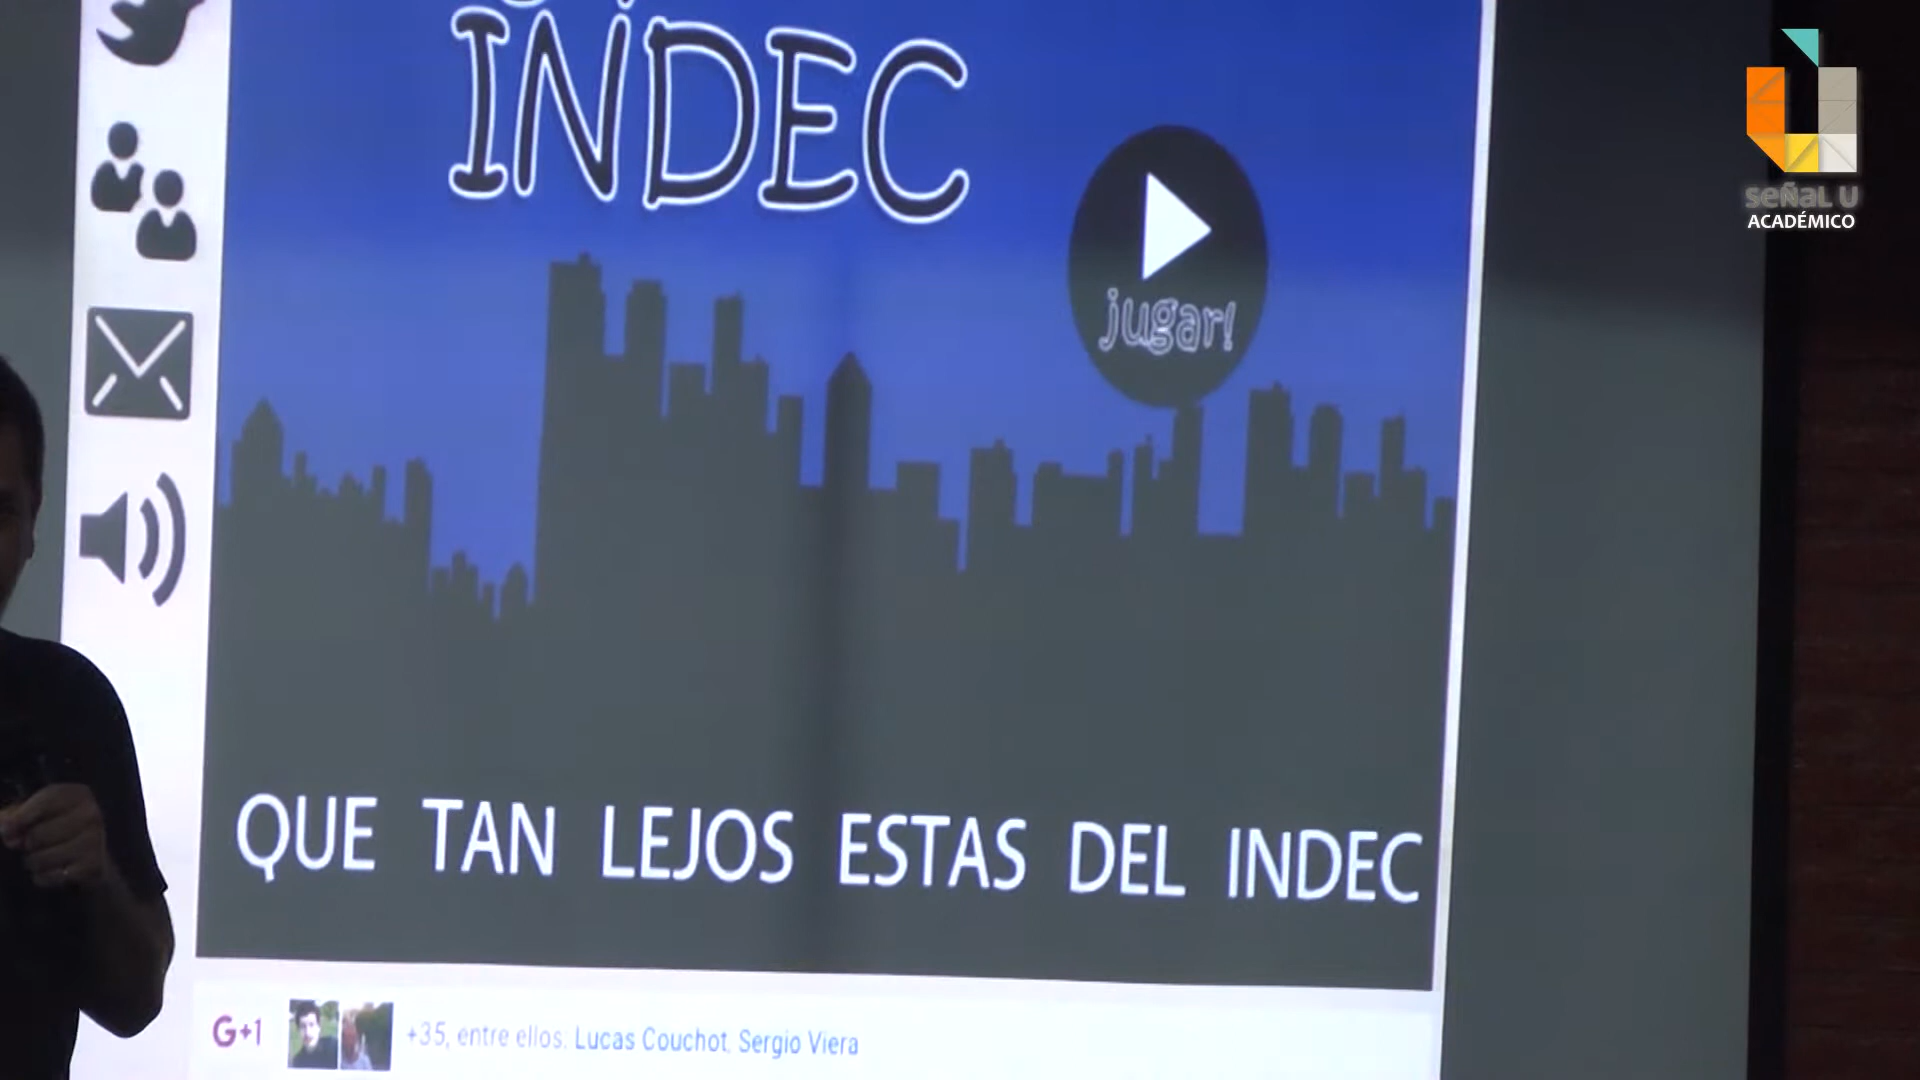 INDEC
jugar!
QUE TAN LEJOS ESTAS DEL INDEC
G+1
+35, entre ellos: Lucas Couchot, Sergio Viera
señal U
ACADÉMICO